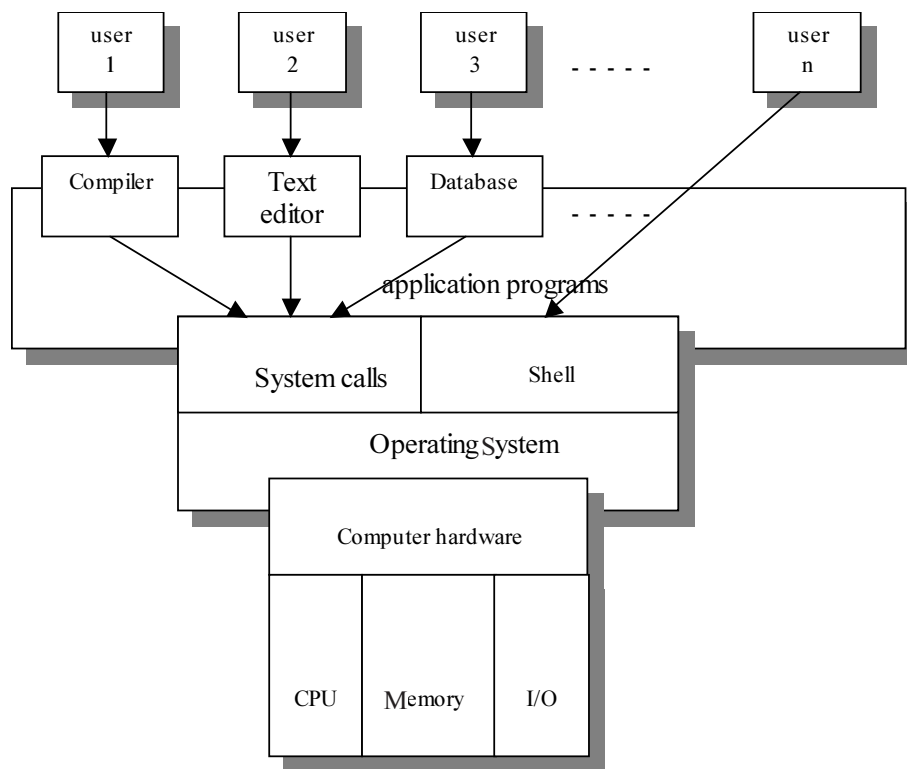 user
1
user
2
user
3
- - - - -
user
n
Compiler
Text
editor
Database
- - - - -
application programs
System calls
Shell
Operating System
Computer hardware
CPU
Memory
I/O